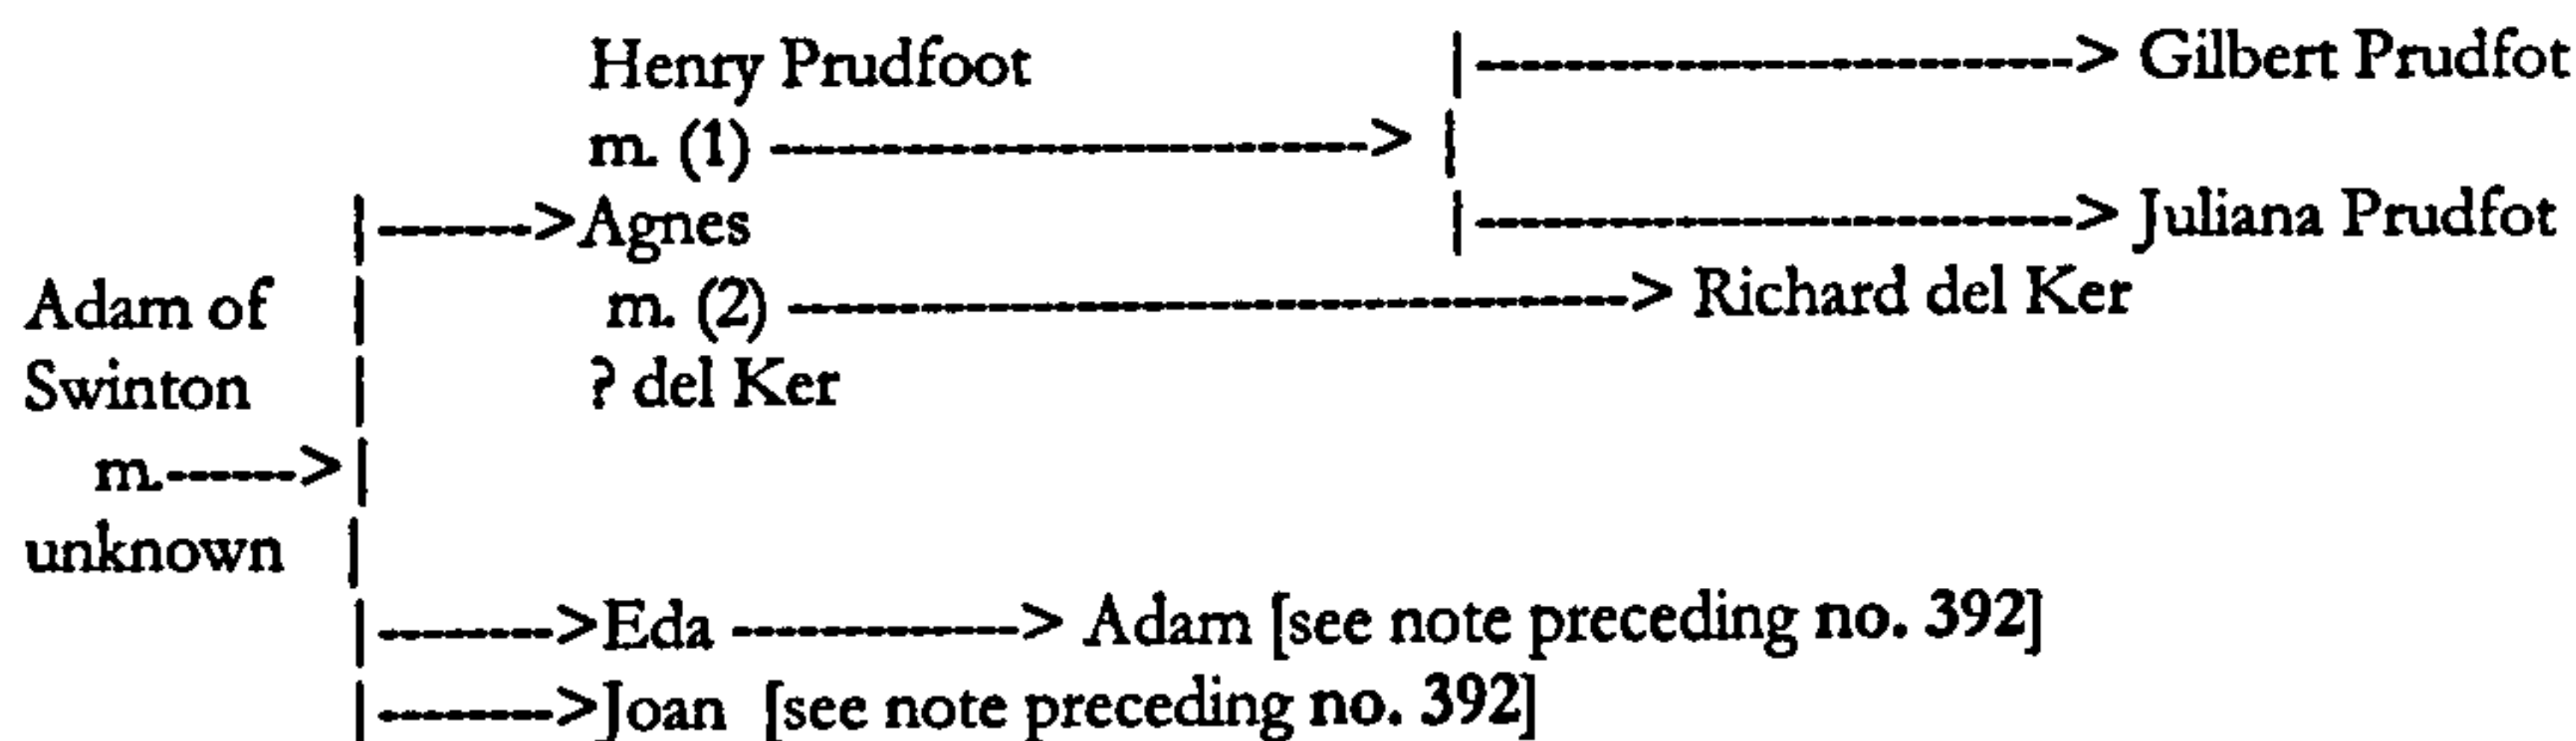 Henry Prudfoot |--------------------------> Gilbert Prudfot
m. (1) --------------------------> |
|------->Agnes |--------------------------> Juliana Prudfot
Adam of | m. (2) ------------------------------------> Richard del Ker
Swinton | ? del Ker
m.------>|
unknown |
|-------->Eda -------------> Adam [see note preceding no. 392]
|-------->Joan [see note preceding no. 392]